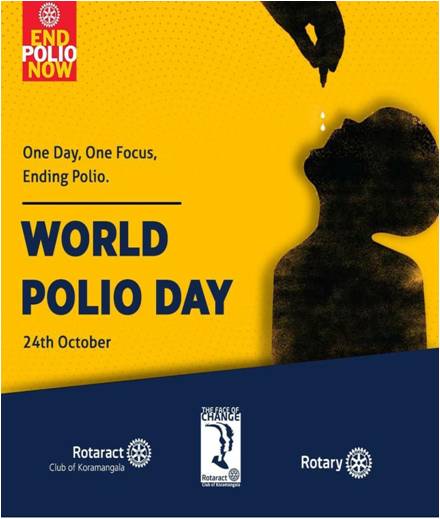 END
POLIO
NOW
One Day, One Focus,
Ending Polio.
WORLD
POLIO DAY
24th October
Rotaract
Club of Koramangala
THE FACE OF
CHANGE
Rotaract
Club of Koramangala
Rotary